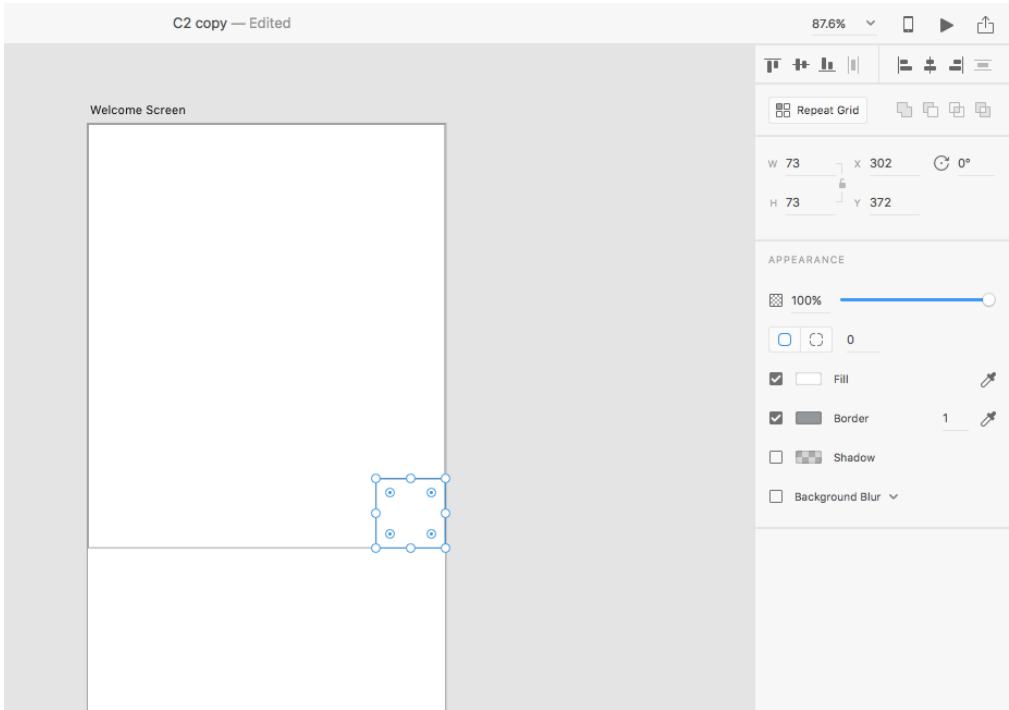 C2 copy — Edited
87.6%
Welcome Screen
Repeat Grid
W 73 X 302 0°
H 73 Y 372
APPEARANCE
100%
0
Fill
Border 1
Shadow
Background Blur